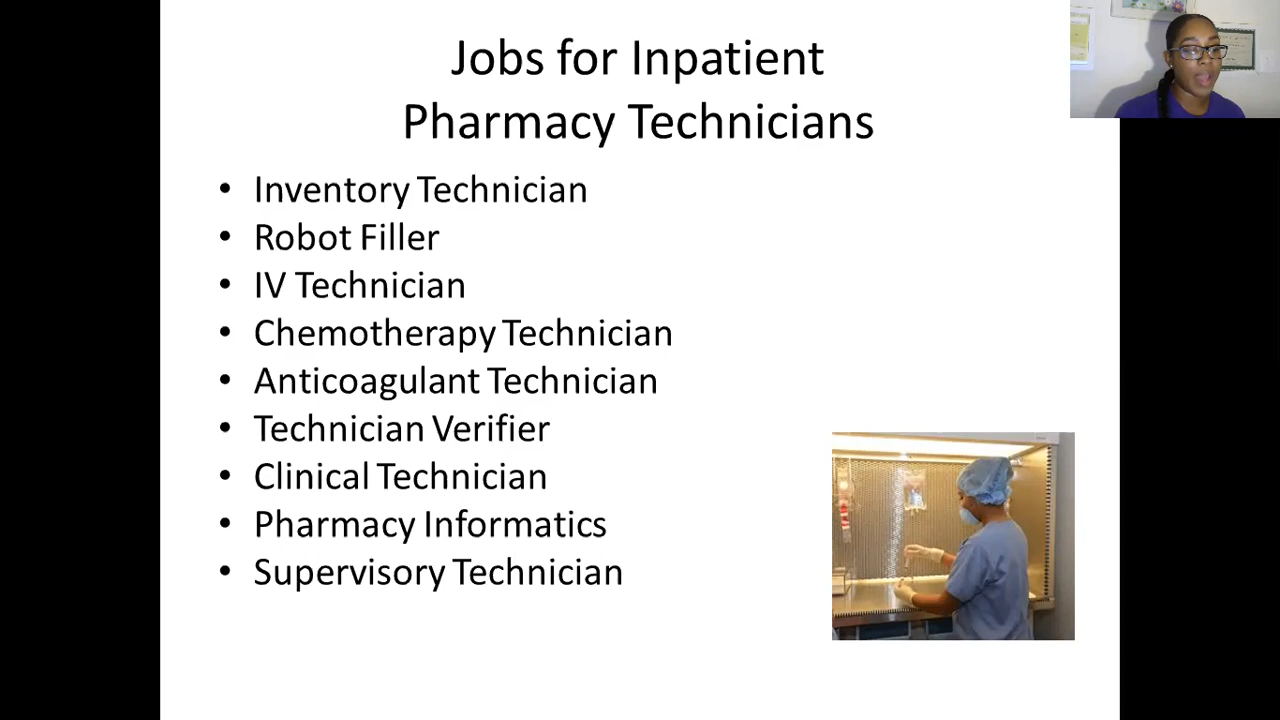 Jobs for Inpatient
Pharmacy Technicians
• Inventory Technician
• Robot Filler
• IV Technician
• Chemotherapy Technician
• Anticoagulant Technician
• Technician Verifier
• Clinical Technician
• Pharmacy Informatics
• Supervisory Technician